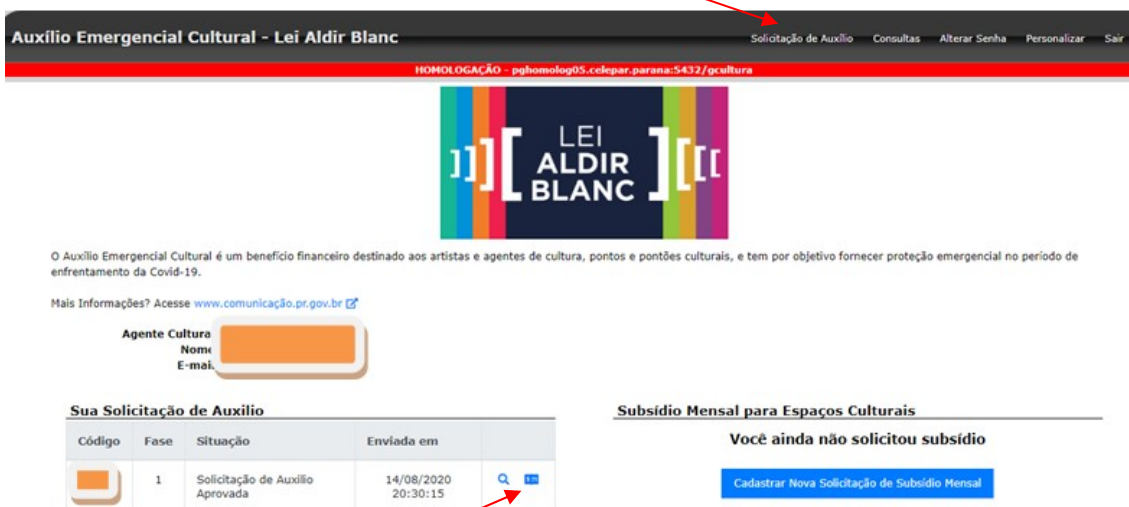 Auxílio Emergencial Cultural - Lei Aldir Blanc
Solicitação de Auxílio Consultas Alterar Senha Personalizar Sair
HOMOLOGAÇÃO - pghomolog05.celepar.parana:5432/gcultura
LEI
ALDIR
BLANC
O Auxílio Emergencial Cultural é um benefício financeiro destinado aos artistas e agentes de cultura, pontos e pontões culturais, e tem por objetivo fornecer proteção emergencial no período de
enfrentamento da Covid-19.
Mais Informações? Acesse www.comunicação.pr.gov.br
Agente Cultura
Nome
E-mai
Sua Solicitação de Auxilio
Código Fase Situação Enviada em
1 Solicitação de Auxilio
Aprovada
14/08/2020
20:30:15
Subsídio Mensal para Espaços Culturais
Você ainda não solicitou subsídio
Cadastrar Nova Solicitação de Subsídio Mensal